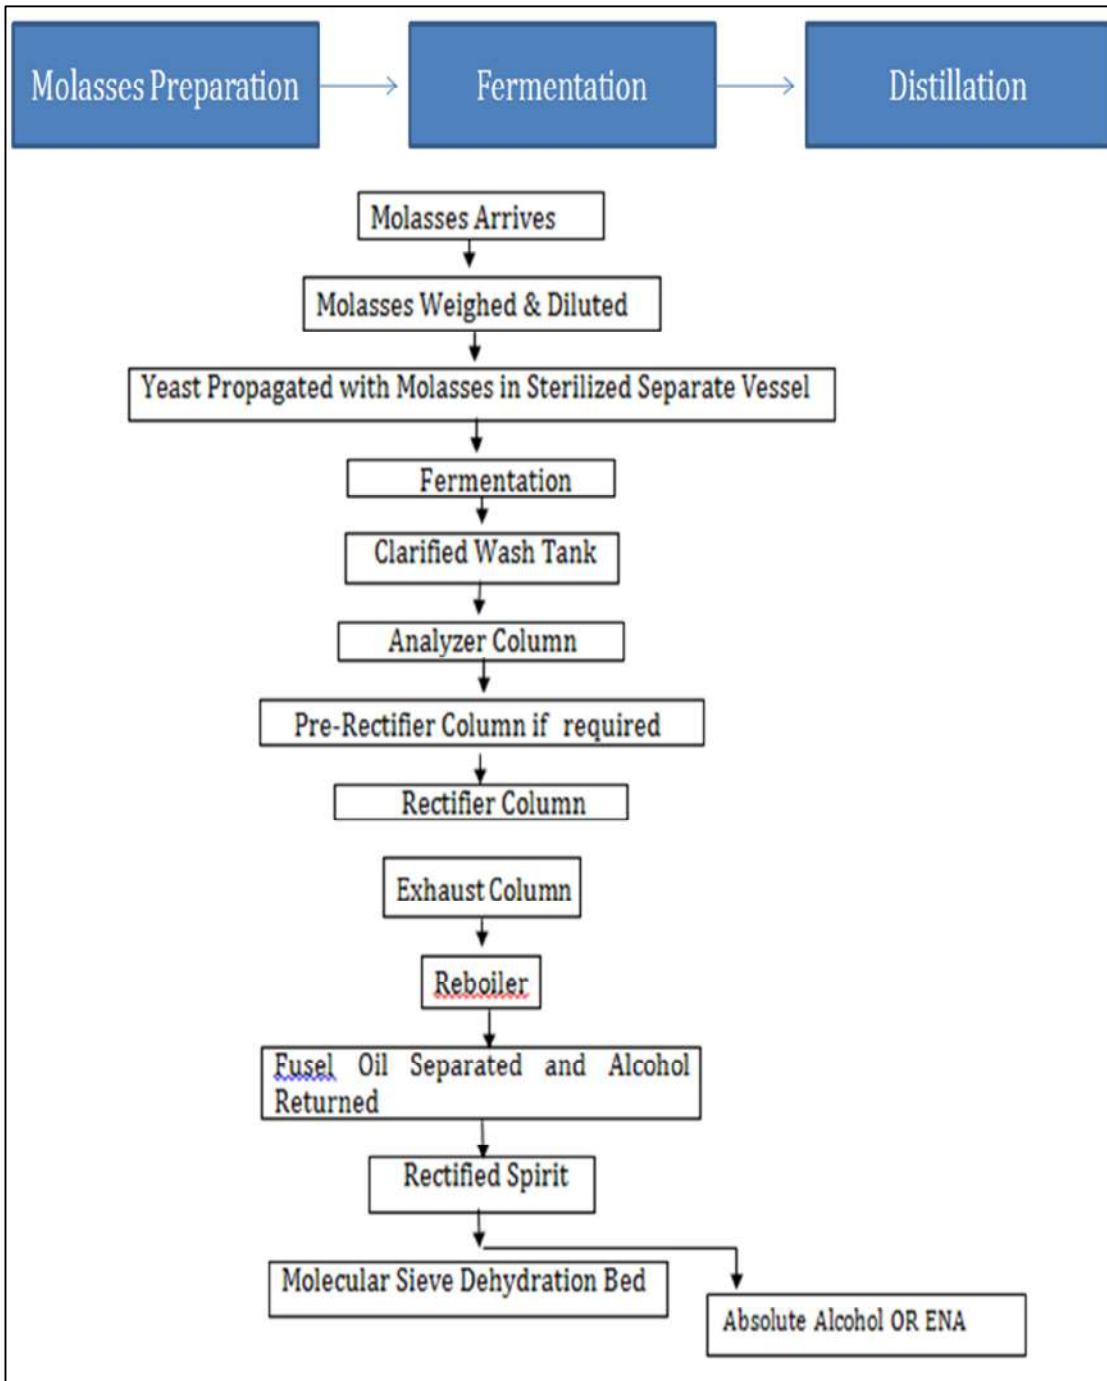 Molasses Preparation
Fermentation
Distillation
Molasses Arrives
Molasses Weighed & Diluted
Yeast Propagated with Molasses in Sterilized Separate Vessel
Fermentation
Clarified Wash Tank
Analyzer Column
Pre-Rectifier Column if required
Rectifier Column
Exhaust Column
Reboiler
Fusel Oil Separated and Alcohol
Returned
Rectified Spirit
Molecular Sieve Dehydration Bed
Absolute Alcohol OR ENA